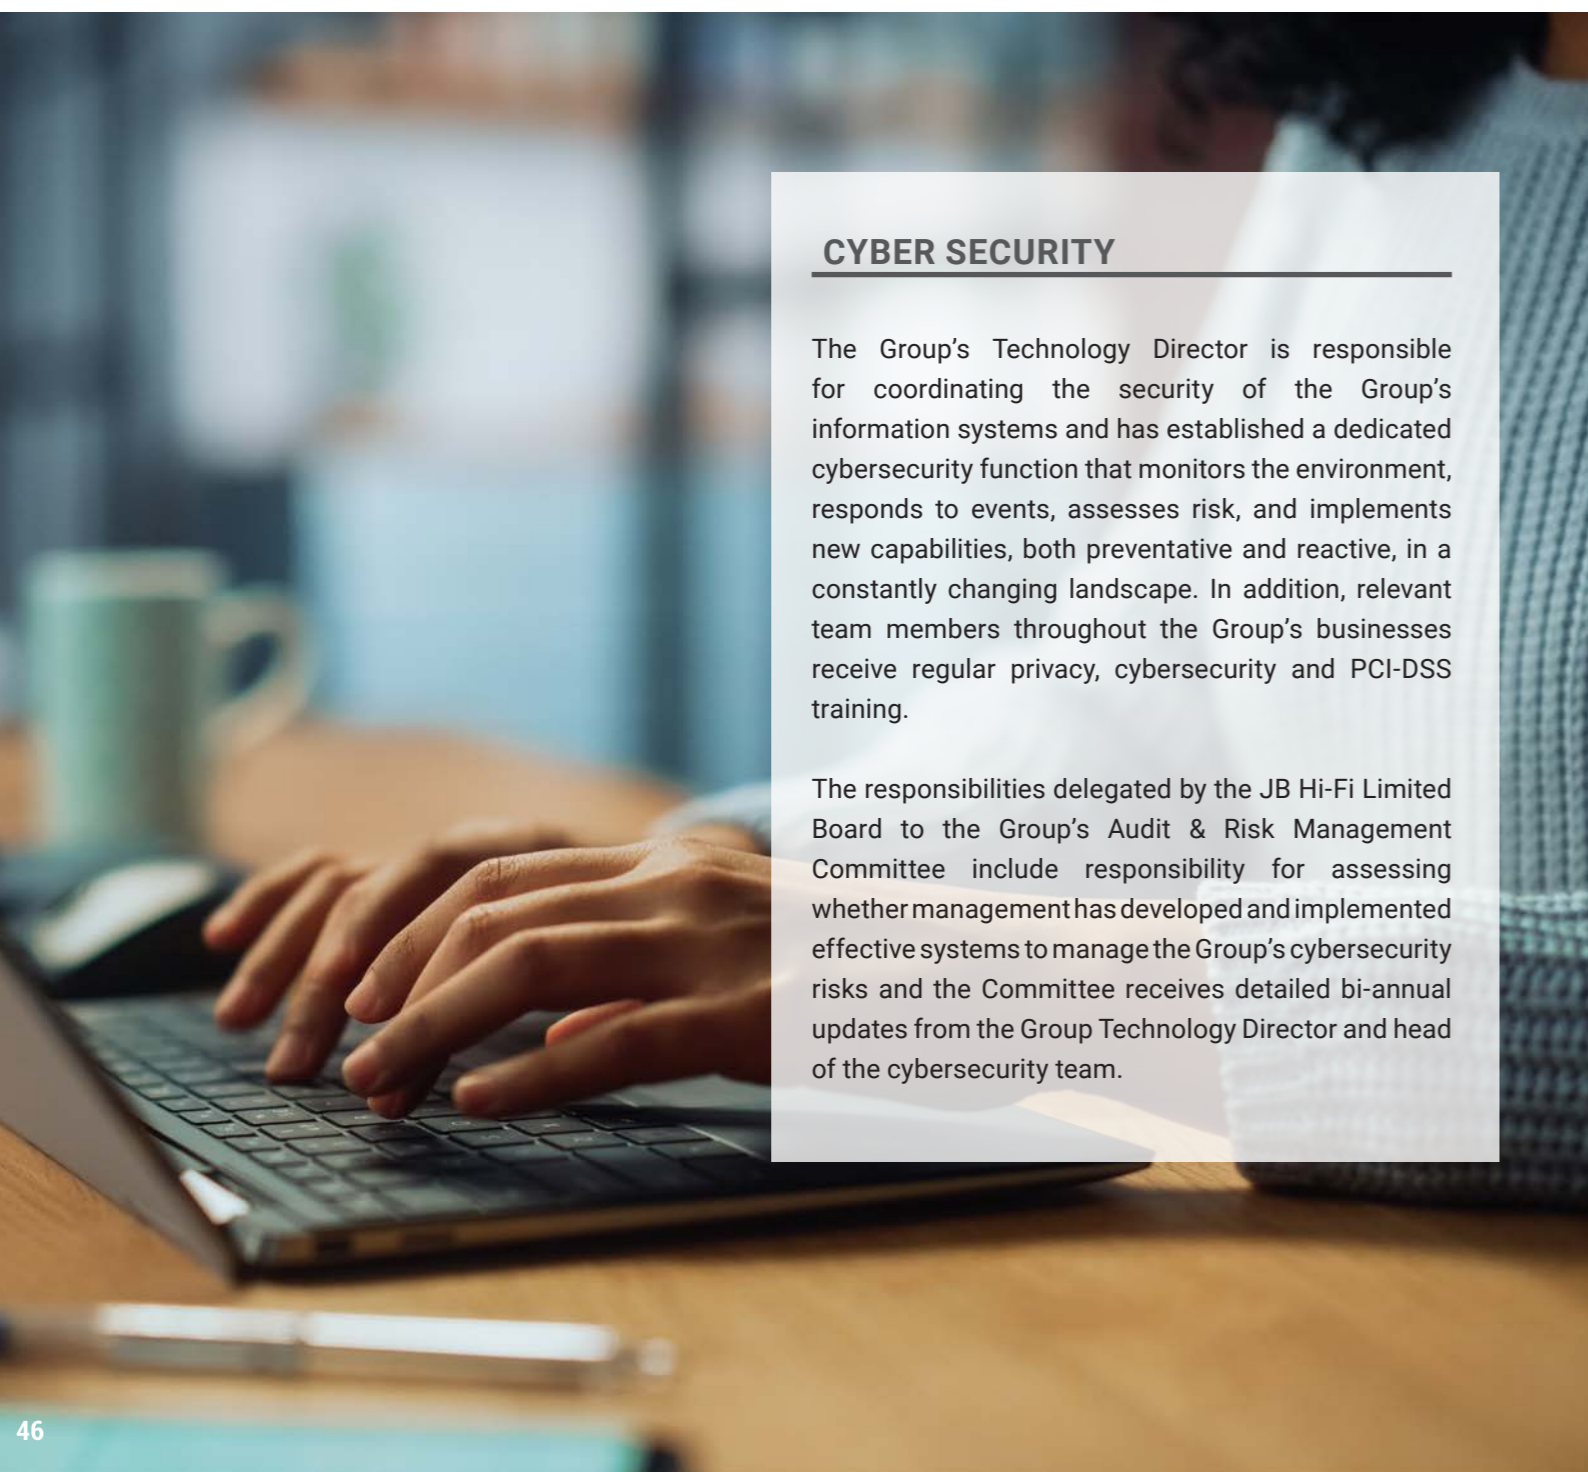 CYBER SECURITY
The Group's Technology Director is responsible
for coordinating the security of the Group's
information systems and has established a dedicated
cybersecurity function that monitors the environment,
responds to events, assesses risk, and implements
new capabilities, both preventative and reactive, in a
constantly changing landscape. In addition, relevant
team members throughout the Group's businesses
receive regular privacy, cybersecurity and PCI-DSS
training.
The responsibilities delegated by the JB Hi-Fi Limited
Board to the Group's Audit & Risk Management
Committee include responsibility for assessing
whether management has developed and implemented
effective systems to manage the Group's cybersecurity
risks and the Committee receives detailed bi-annual
updates from the Group Technology Director and head
of the cybersecurity team.
46